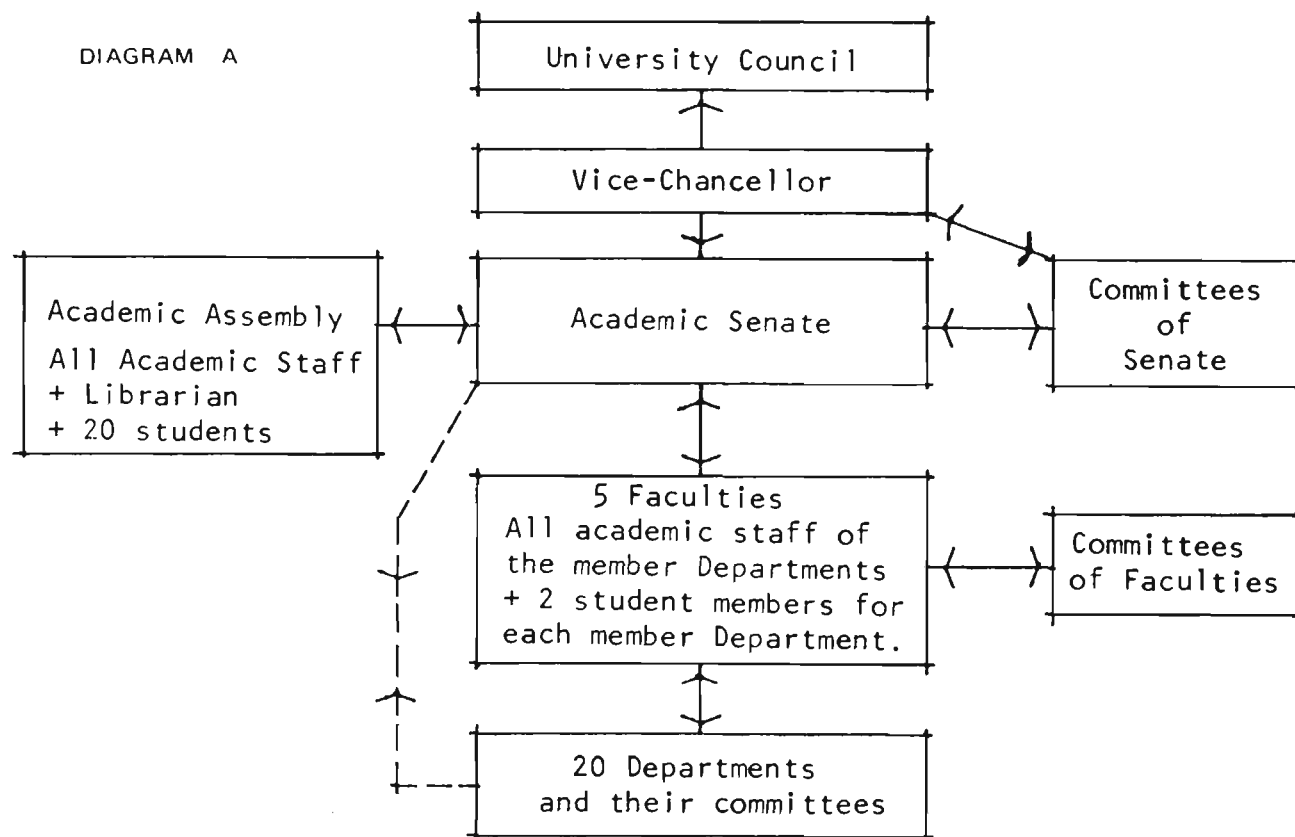 DIAGRAM A
University Council
Vice-Chancellor
Academic Assembly
All Academic Staff
+ Librarian
+ 20 students
Academic Senate
Committees
of
Senate
5 Faculties
All academic staff of
the member Departments
+ 2 student members for
each member Department.
Committees
of Faculties
20 Departments
and their committees